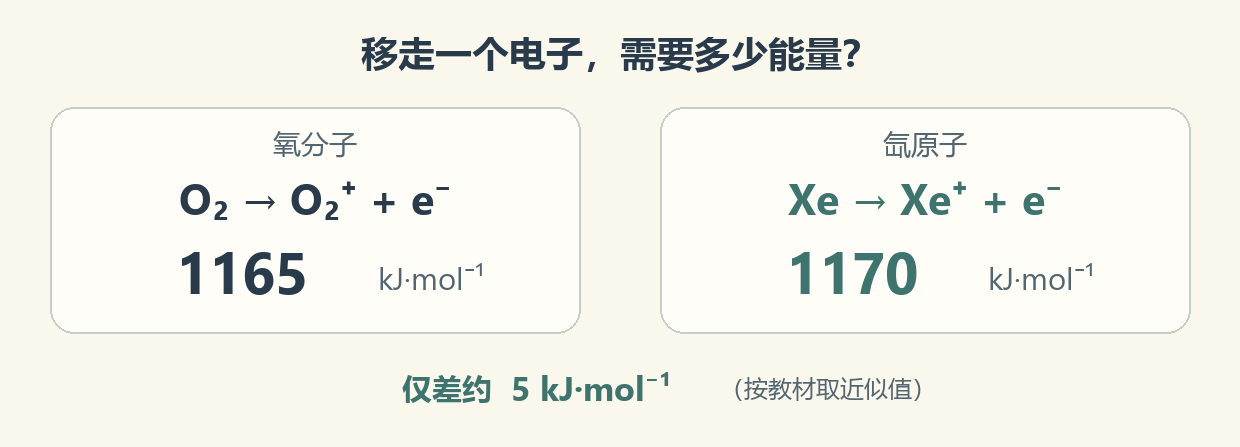 移走一个电子，需要多少能量？
氧分子
O₂ → O₂⁺ + e⁻
1165 kJ·mol⁻¹
氙原子
Xe → Xe⁺ + e⁻
1170 kJ·mol⁻¹
仅差约 5 kJ·mol⁻¹ （按教材取近似值）